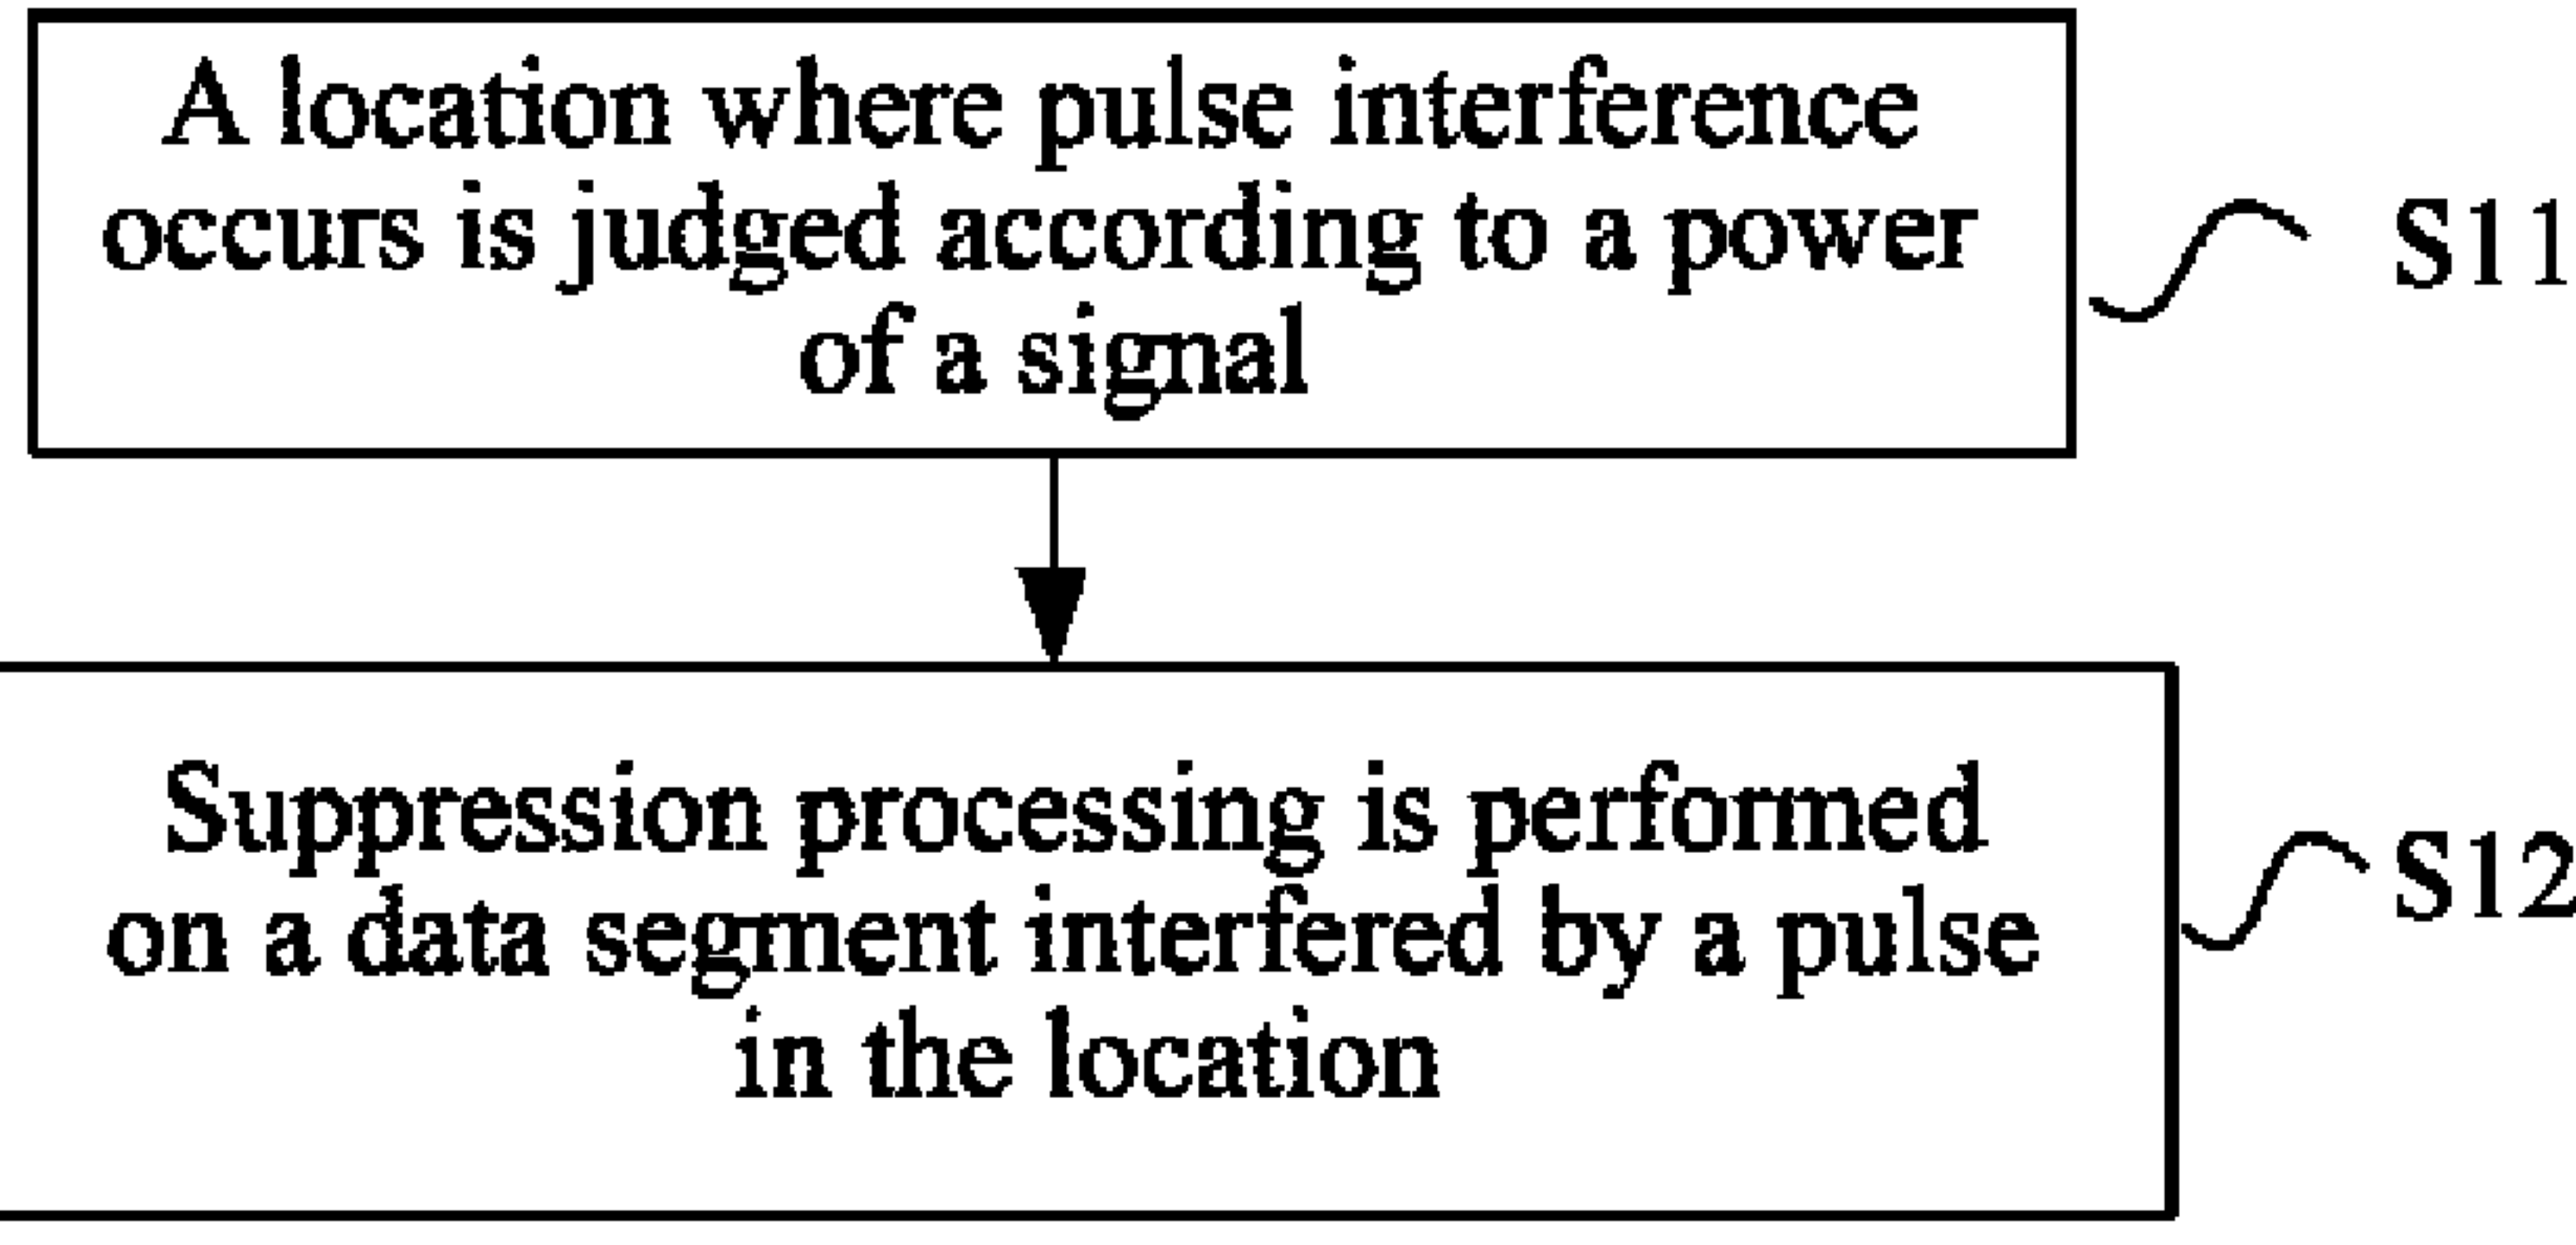 A location where pulse interference
occurs is judged according to a power
of a signal
S11
Suppression processing is performed
on a data segment interfered by a pulse
in the location
S12